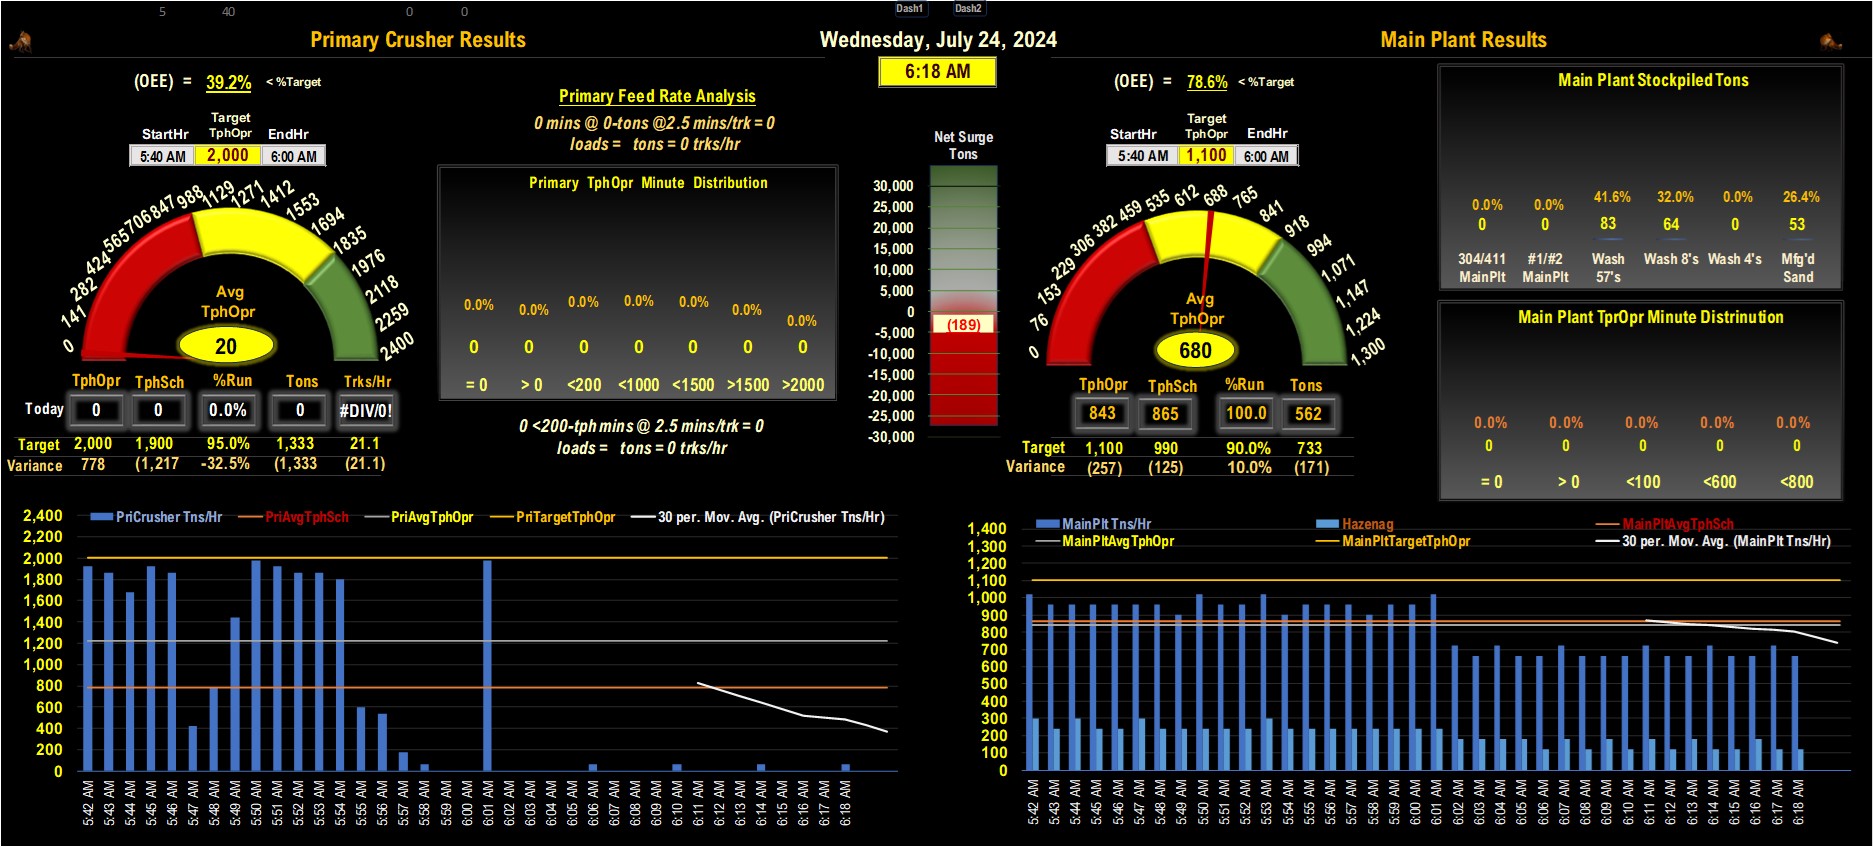 5 40 0 0 Dash1 Dash2
Primary Crusher Results
Wednesday, July 24, 2024
Main Plant Results
6:18 AM
(OEE) = 39.2% < %Target
Target
StartHr TphOpr EndHr
5:40 AM 2,000 6:00 AM
0 141 282 424 565 706 847 988 1129 1271 1412 1553 1694 1835 1976 2118 2259 2400
Avg
TphOpr
20
TphOpr TphSch %Run Tons Trks/Hr
Today 0 0 0.0% 0 #DIV/0!
Target 2,000 1,900 95.0% 1,333 21.1
Variance 778 (1,217 -32.5% (1,333 (21.1)
Primary Feed Rate Analysis
0 mins @ 0-tons @2.5 mins/trk = 0
loads = tons = 0 trks/hr
Primary TphOpr Minute Distribution
0.0% 0.0% 0.0% 0.0% 0.0% 0.0% 0.0%
0 0 0 0 0 0 0
= 0 > 0 <200 <1000 <1500 >1500 >2000
0 <200-tph mins @ 2.5 mins/trk = 0
loads = tons = 0 trks/hr
Net Surge
Tons
30,000
25,000
20,000
15,000
10,000
5,000
0
(189)
-5,000
-10,000
-15,000
-20,000
-25,000
-30,000
(OEE) = 78.6% < %Target
Target
StartHr TphOpr EndHr
5:40 AM 1,100 6:00 AM
0 76 153 229 306 382 459 535 612 688 765 841 918 994 1,071 1,147 1,224 1,300
Avg
TphOpr
680
TphOpr TphSch %Run Tons
843 865 100.0 562
Target 1,100 990 90.0% 733
Variance (257) (125) 10.0% (171)
Main Plant Stockpiled Tons
0.0% 0.0% 41.6% 32.0% 0.0% 26.4%
0 0 83 64 0 53
304/411 #1/#2 Wash Wash 8's Wash 4's Mfg'd
MainPlt MainPlt 57's Sand
Main Plant TprOpr Minute Distrinution
0.0% 0.0% 0.0% 0.0% 0.0%
0 0 0 0 0
= 0 > 0 <100 <600 <800
PriCrusher Tns/Hr PriAvgTphSch PriAvgTphOpr PriTargetTphOpr 30 per. Mov. Avg. (PriCrusher Tns/Hr)
2,400
2,200
2,000
1,800
1,600
1,400
1,200
1,000
800
600
400
200
0
5:42 AM 5:43 AM 5:44 AM 5:45 AM 5:46 AM 5:47 AM 5:48 AM 5:49 AM 5:50 AM 5:51 AM 5:52 AM 5:53 AM 5:54 AM 5:55 AM 5:56 AM 5:57 AM 5:58 AM 5:59 AM 6:00 AM 6:01 AM 6:02 AM 6:03 AM 6:04 AM 6:05 AM 6:06 AM 6:07 AM 6:08 AM 6:09 AM 6:10 AM 6:11 AM 6:12 AM 6:13 AM 6:14 AM 6:15 AM 6:16 AM 6:17 AM 6:18 AM
MainPlt Tns/Hr Hazenag MainPltAvgTphSch
MainPltAvgTphOpr MainPltTargetTphOpr 30 per. Mov. Avg. (MainPlt Tns/Hr)
1,400
1,300
1,200
1,100
1,000
900
800
700
600
500
400
300
200
100
0
5:42 AM 5:43 AM 5:44 AM 5:45 AM 5:46 AM 5:47 AM 5:48 AM 5:49 AM 5:50 AM 5:51 AM 5:52 AM 5:53 AM 5:54 AM 5:55 AM 5:56 AM 5:57 AM 5:58 AM 5:59 AM 6:00 AM 6:01 AM 6:02 AM 6:03 AM 6:04 AM 6:05 AM 6:06 AM 6:07 AM 6:08 AM 6:09 AM 6:10 AM 6:11 AM 6:12 AM 6:13 AM 6:14 AM 6:15 AM 6:16 AM 6:17 AM 6:18 AM